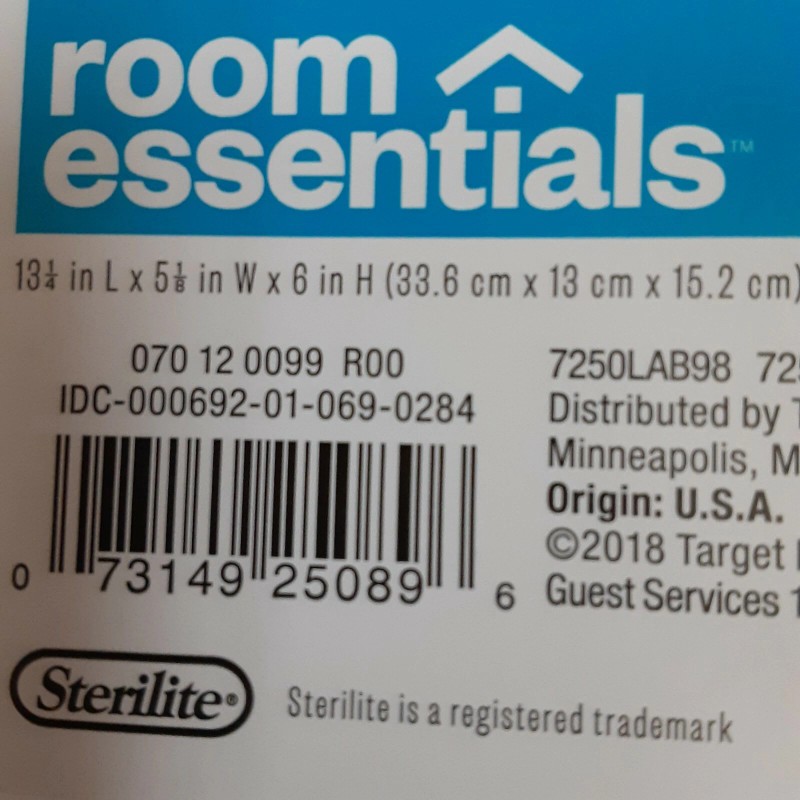 room
essentials™
13¼ in L x 5⅛ in W x 6 in H (33.6 cm x 13 cm x 15.2 cm)
070 12 0099 R00
IDC-000692-01-069-0284
0 73149 25089 6
7250LAB98
Distributed by
Minneapolis,
Origin: U.S.A.
©2018 Target
Guest Services
Sterilite®
Sterilite is a registered trademark